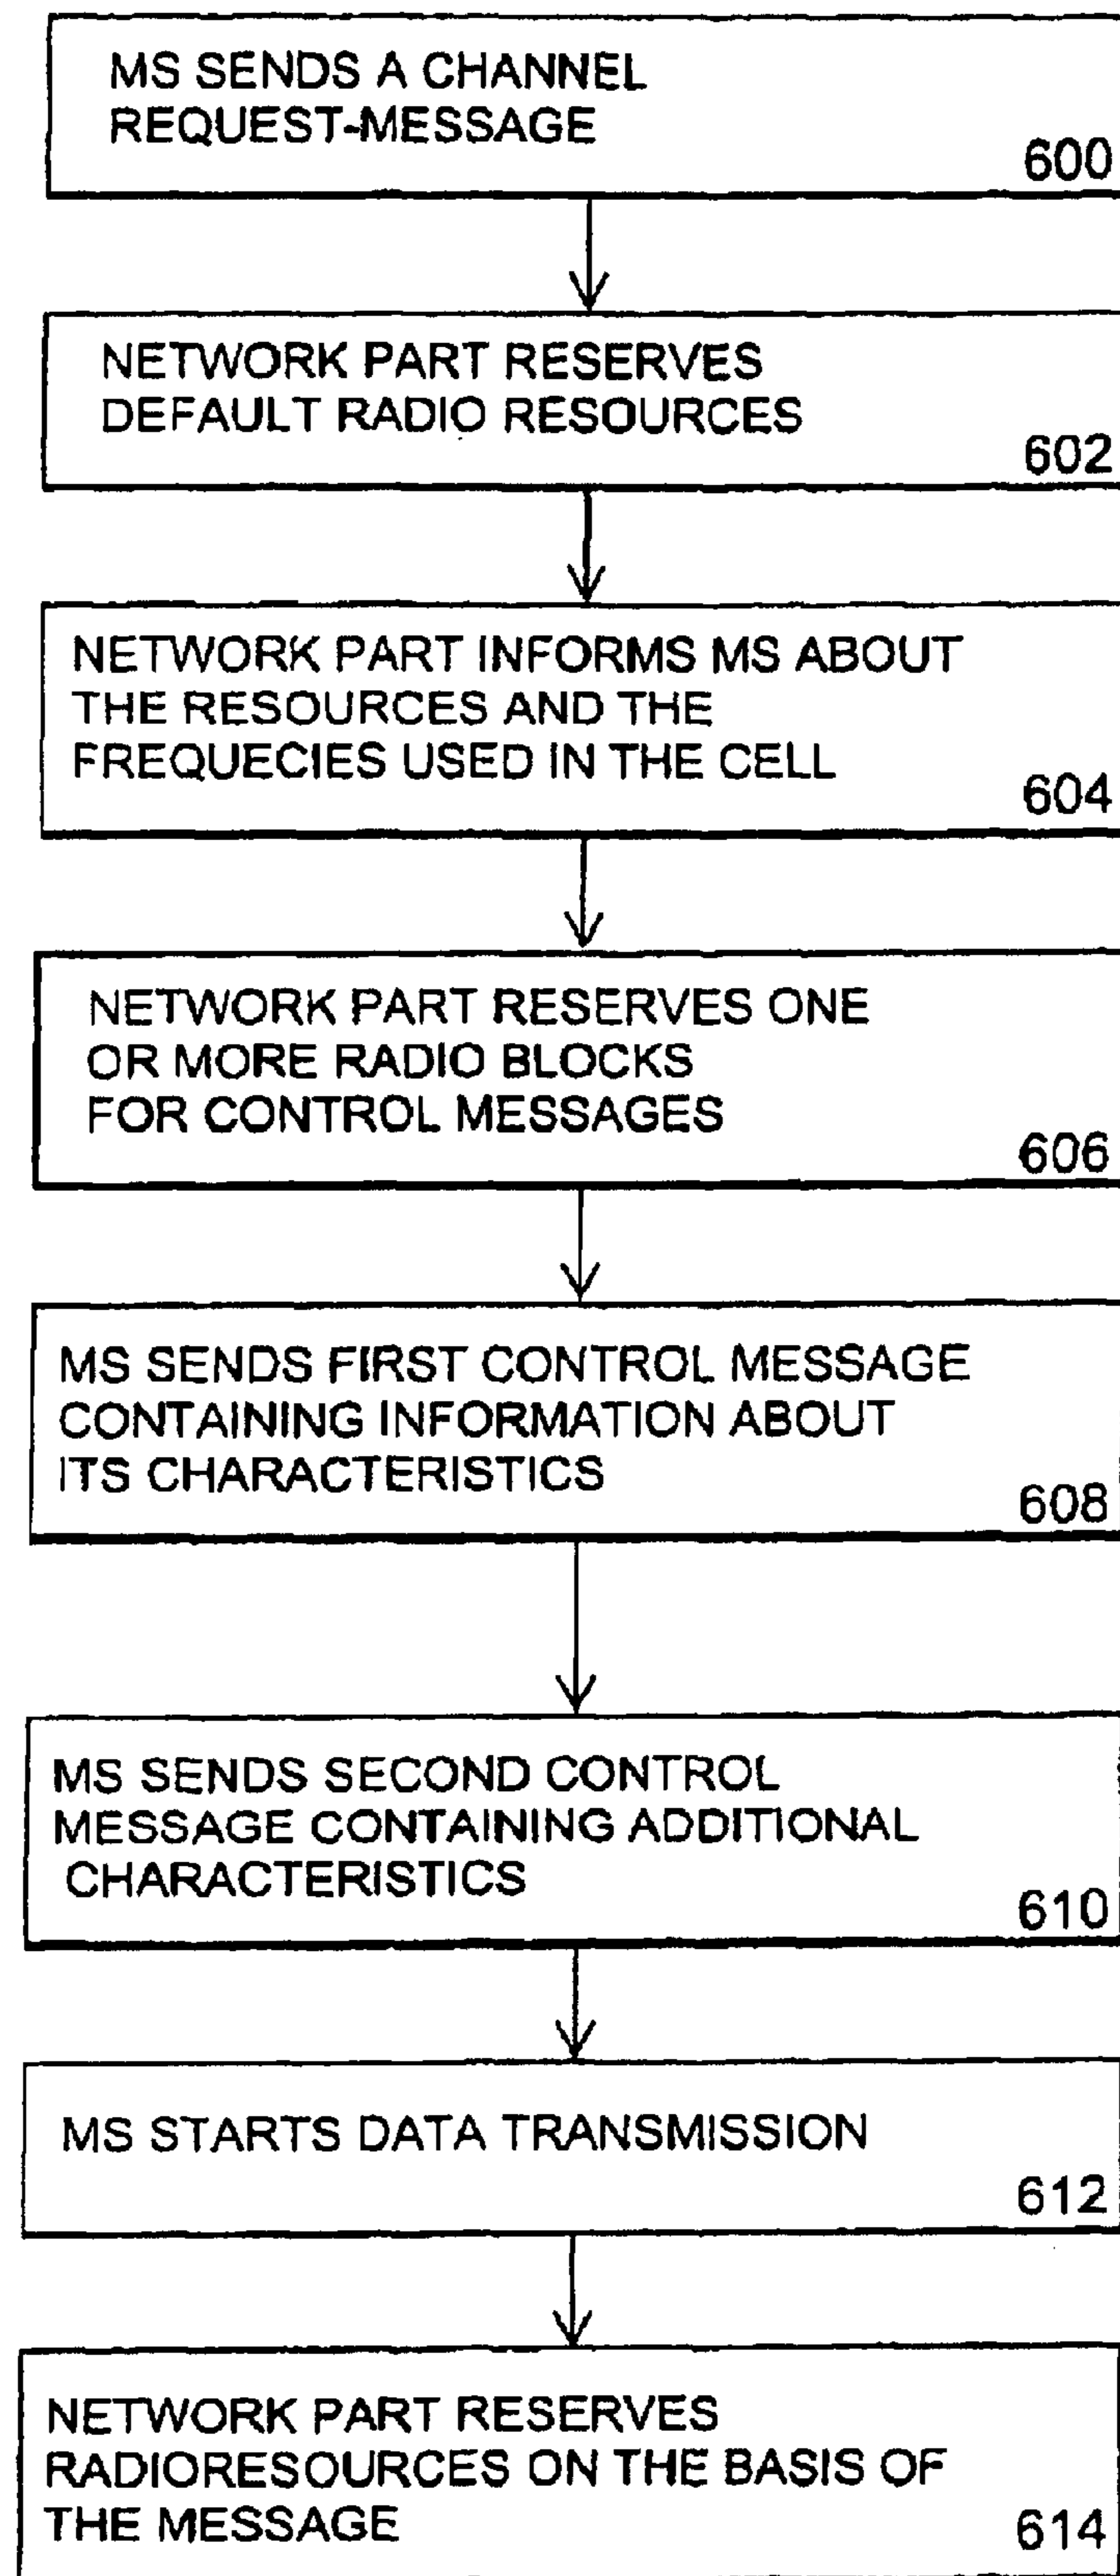 MS SENDS A CHANNEL
REQUEST-MESSAGE
600
NETWORK PART RESERVES
DEFAULT RADIO RESOURCES
602
NETWORK PART INFORMS MS ABOUT
THE RESOURCES AND THE
FREQUECIES USED IN THE CELL
604
NETWORK PART RESERVES ONE
OR MORE RADIO BLOCKS
FOR CONTROL MESSAGES
606
MS SENDS FIRST CONTROL MESSAGE
CONTAINING INFORMATION ABOUT
ITS CHARACTERISTICS
608
MS SENDS SECOND CONTROL
MESSAGE CONTAINING ADDITIONAL
CHARACTERISTICS
610
MS STARTS DATA TRANSMISSION
612
NETWORK PART RESERVES
RADIORESOURCES ON THE BASIS OF
THE MESSAGE
614